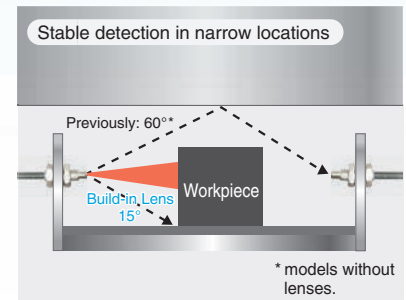 Stable detection in narrow locations
Previously: 60°*
Build-in Lens
15°
Workpiece
* models without
lenses.